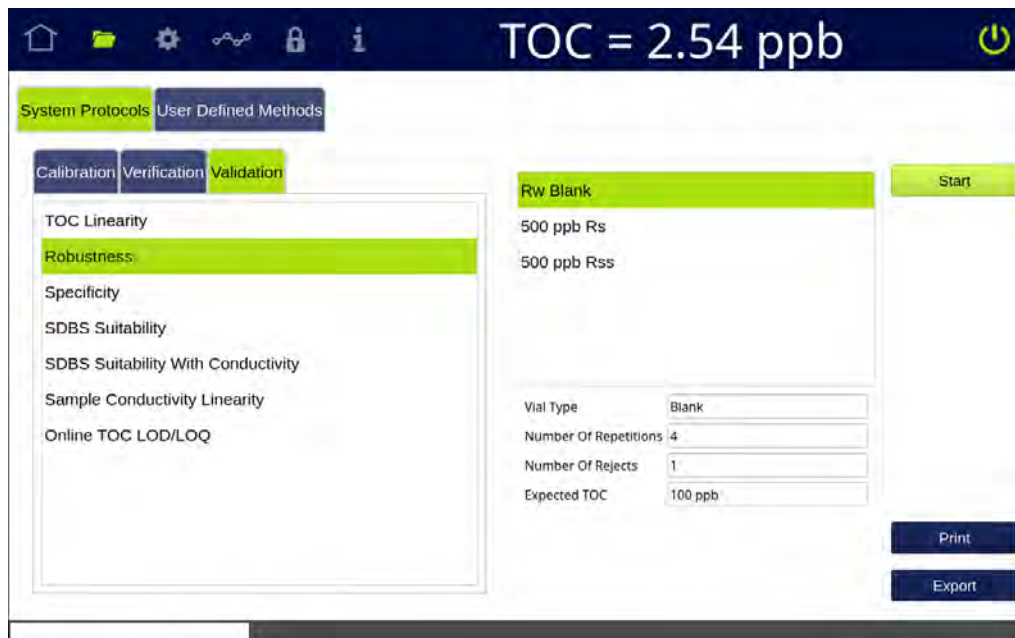 TOC = 2.54 ppb
System Protocols User Defined Methods
Calibration Verification Validation
TOC Linearity
Robustness
Specificity
SDBS Suitability
SDBS Suitability With Conductivity
Sample Conductivity Linearity
Online TOC LOD/LOQ
Rw Blank
500 ppb Rs
500 ppb Rss
Vial Type Blank
Number Of Repetitions 4
Number Of Rejects 1
Expected TOC 100 ppb
Start
Print
Export